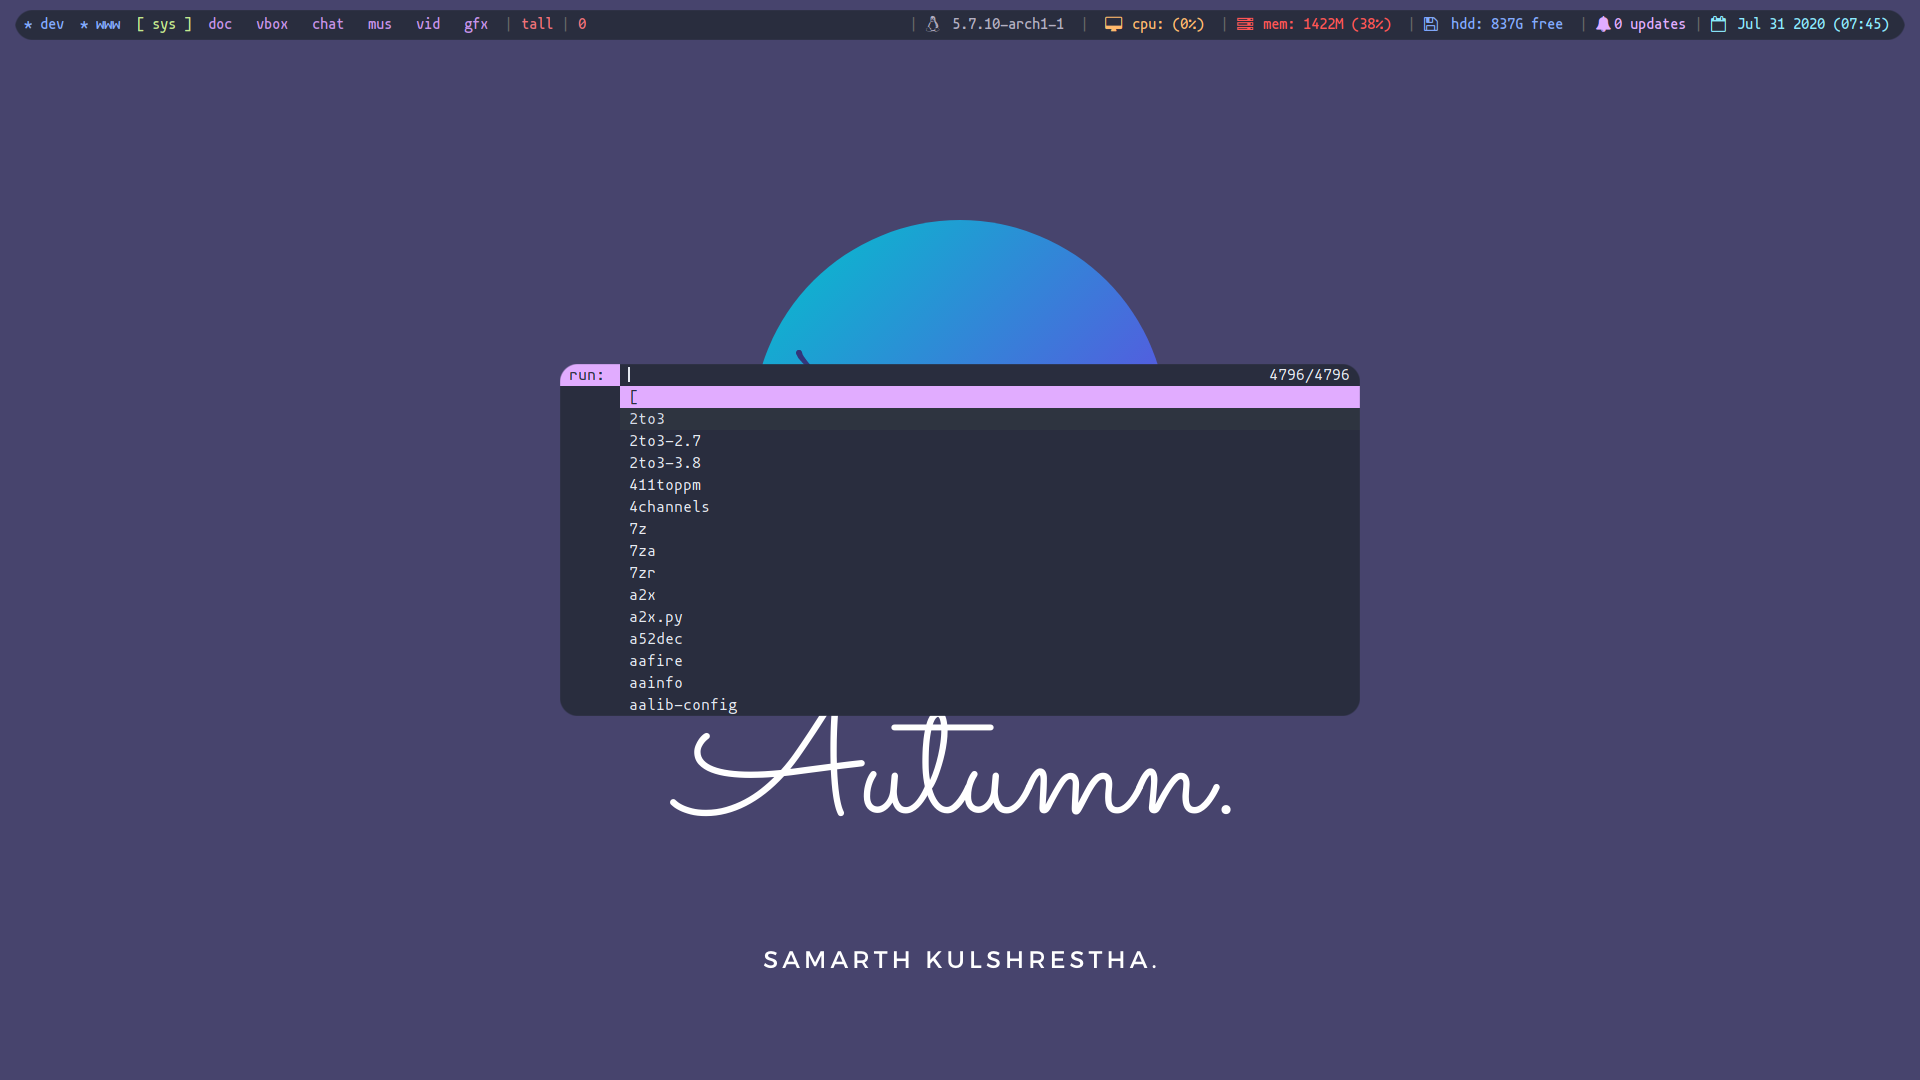 * dev * www [ sys ] doc vbox chat mus vid gfx | tall | 0 | 5.7.10-arch1-1 | cpu: (0%) | mem: 1422M (38%) | hdd: 837G free | 0 updates | Jul 31 2020 (07:45)
run: 4796/4796
[
2to3
2to3-2.7
2to3-3.8
411toppm
4channels
7z
7za
7zr
a2x
a2x.py
a52dec
aafire
aainfo
aalib-config
Autumn.
SAMARTH KULSHRESTHA.